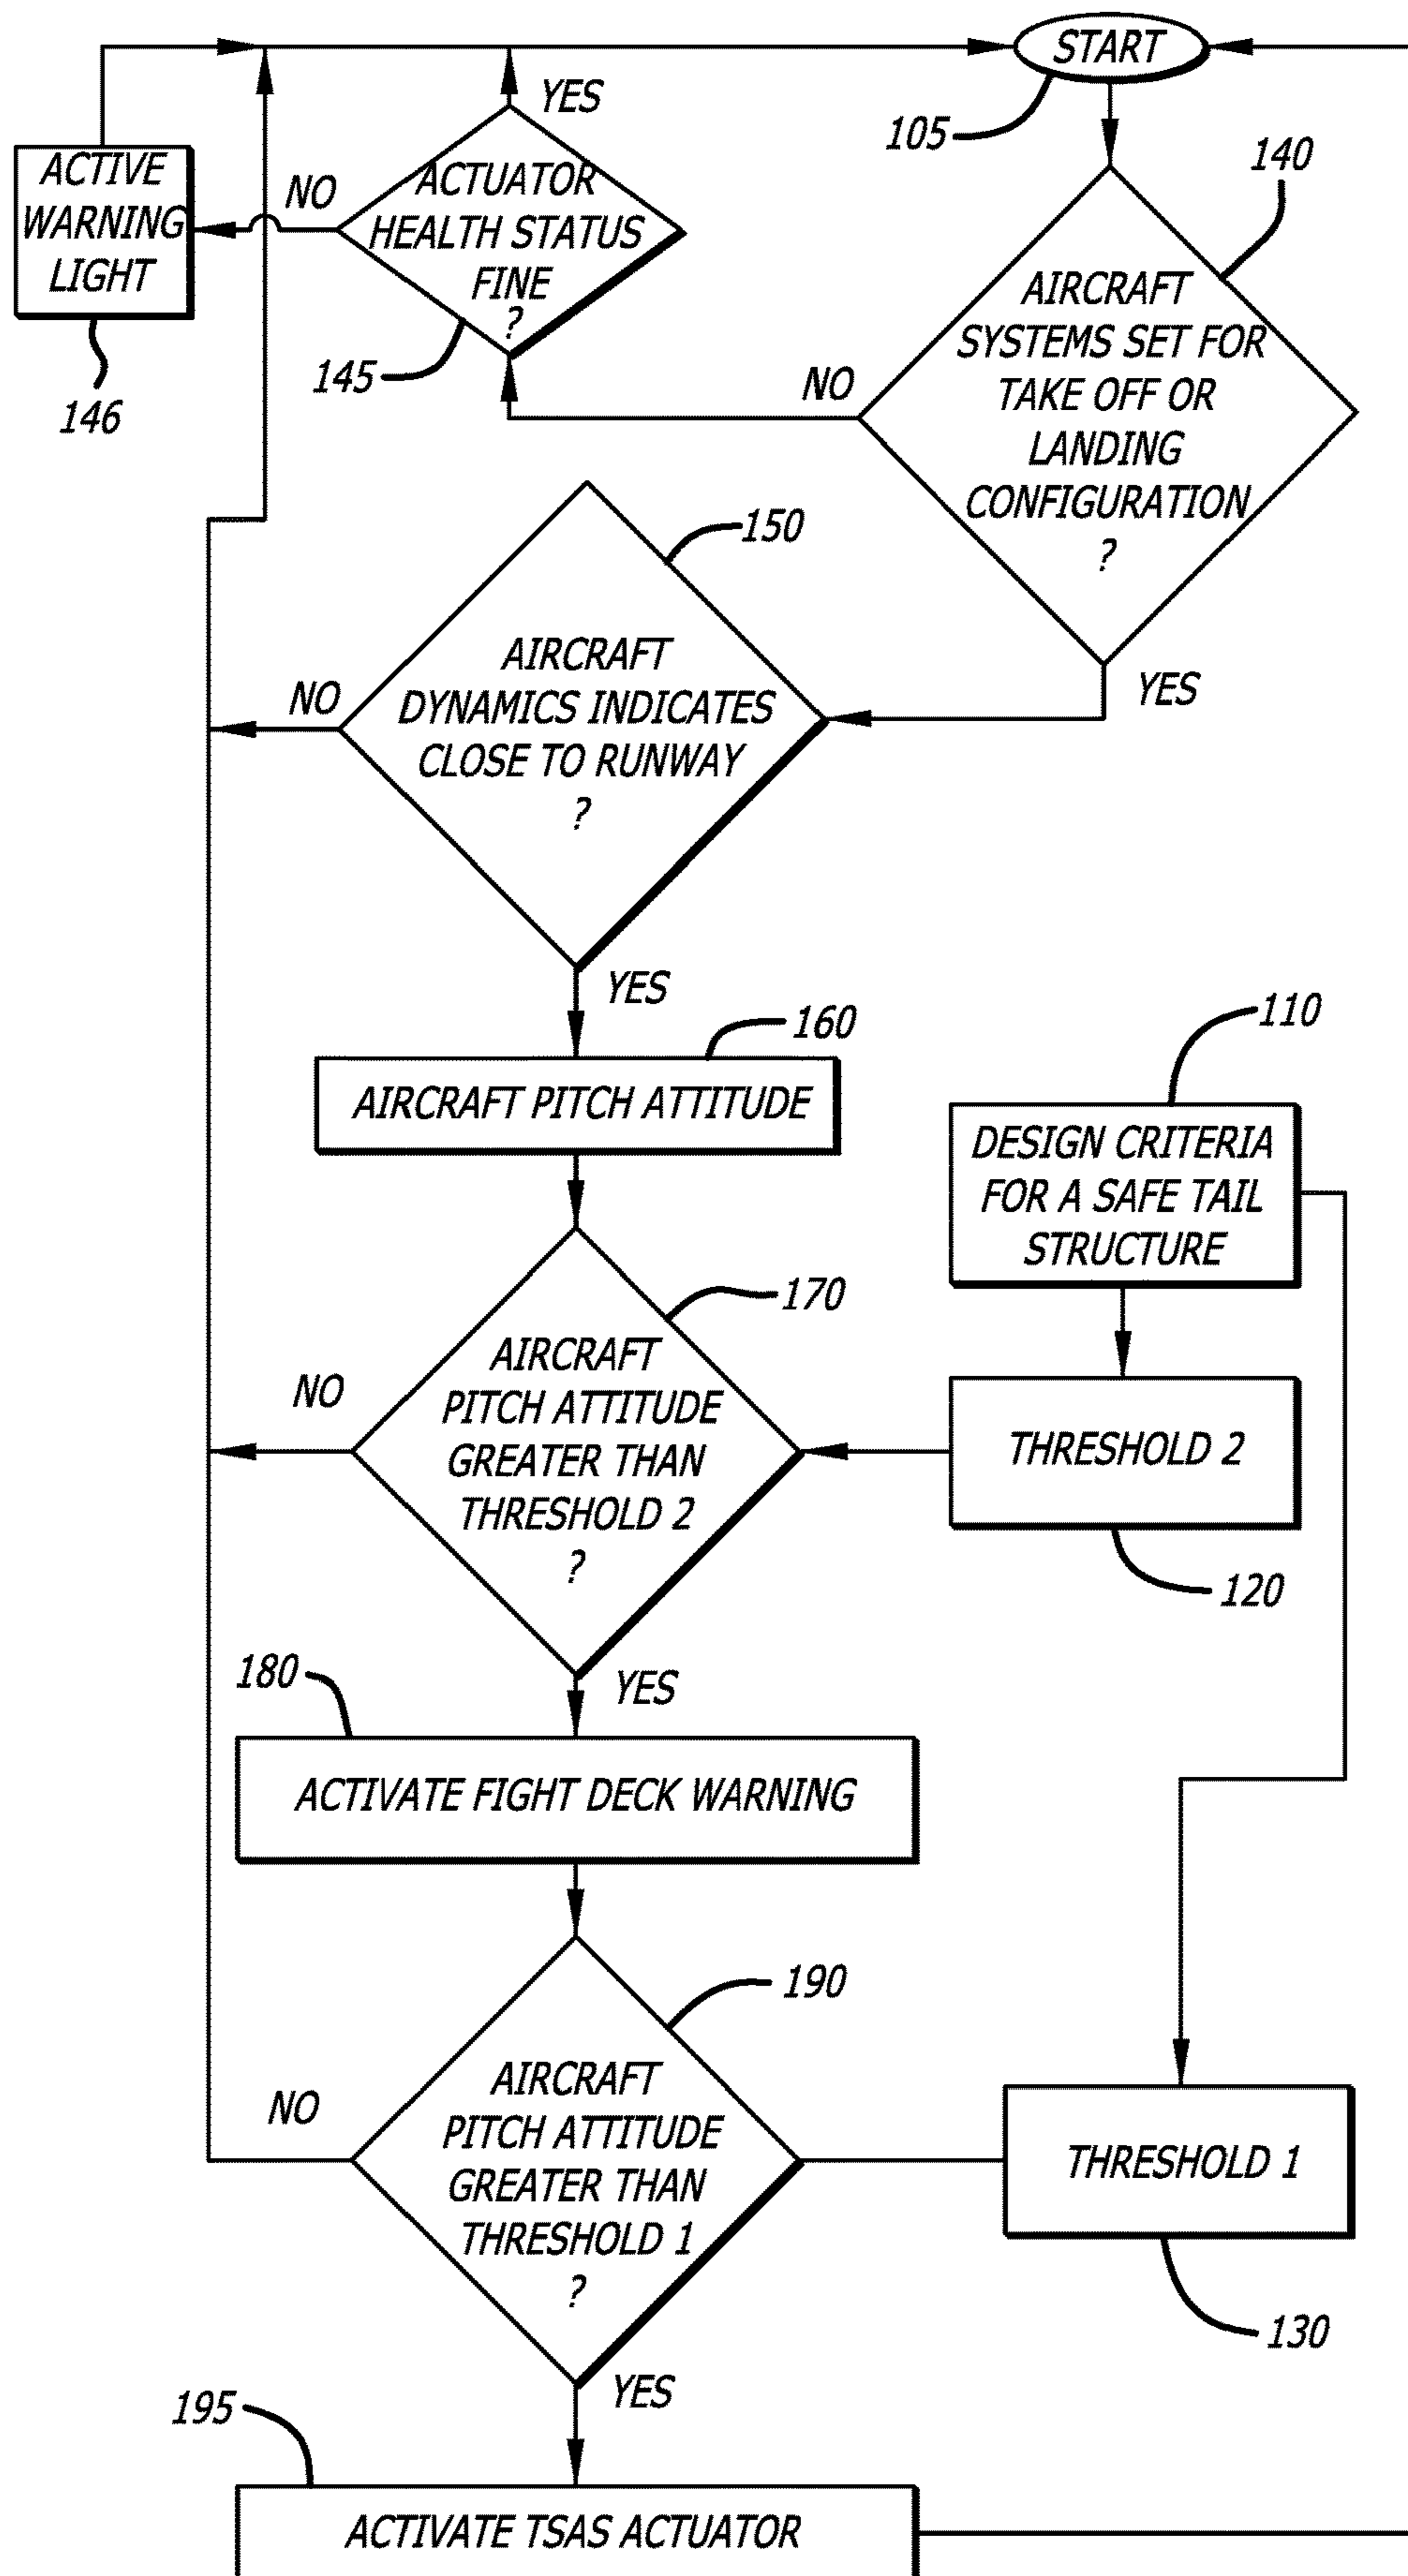 START
105
YES
140
ACTIVE
WARNING
LIGHT
NO
ACTUATOR
HEALTH STATUS
FINE
?
145
146
AIRCRAFT
SYSTEMS SET FOR
TAKE OFF OR
LANDING
CONFIGURATION
?
NO
YES
150
AIRCRAFT
DYNAMICS INDICATES
CLOSE TO RUNWAY
?
NO
YES
160
AIRCRAFT PITCH ATTITUDE
110
DESIGN CRITERIA
FOR A SAFE TAIL
STRUCTURE
170
AIRCRAFT
PITCH ATTITUDE
GREATER THAN
THRESHOLD 2
?
NO
THRESHOLD 2
120
YES
180
ACTIVATE FIGHT DECK WARNING
190
AIRCRAFT
PITCH ATTITUDE
GREATER THAN
THRESHOLD 1
?
NO
THRESHOLD 1
130
YES
195
ACTIVATE TSAS ACTUATOR